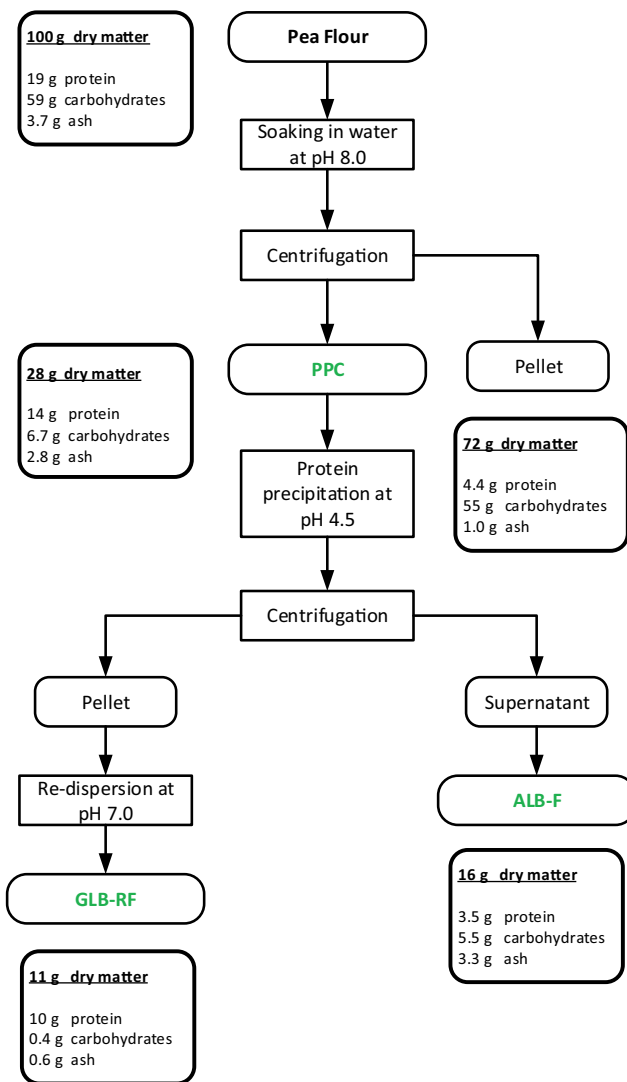 100 g dry matter
19 g protein
59 g carbohydrates
3.7 g ash
Pea Flour
Soaking in water
at pH 8.0
Centrifugation
Pellet
PPC
28 g dry matter
14 g protein
6.7 g carbohydrates
2.8 g ash
72 g dry matter
4.4 g protein
55 g carbohydrates
1.0 g ash
Protein
precipitation at
pH 4.5
Centrifugation
Pellet
Supernatant
Re-dispersion at
pH 7.0
ALB-F
GLB-RF
16 g dry matter
3.5 g protein
5.5 g carbohydrates
3.3 g ash
11 g dry matter
10 g protein
0.4 g carbohydrates
0.6 g ash